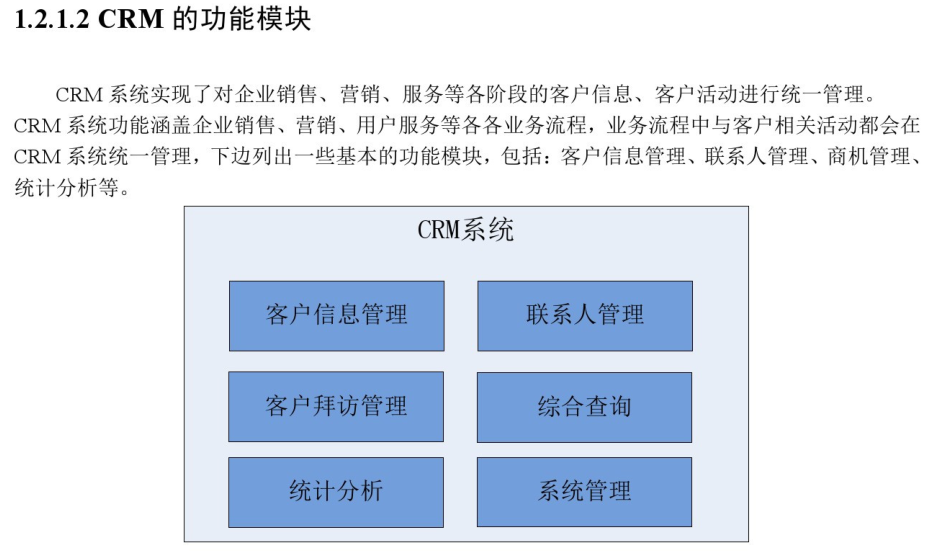 1.2.1.2 CRM 的功能模块
CRM 系统实现了对企业销售、营销、服务等各阶段的客户信息、客户活动进行统一管理。
CRM 系统功能涵盖企业销售、营销、用户服务等各各业务流程，业务流程中与客户相关活动都会在
CRM 系统统一管理，下边列出一些基本的功能模块，包括：客户信息管理、联系人管理、商机管理、
统计分析等。
CRM系统
客户信息管理
联系人管理
客户拜访管理
综合查询
统计分析
系统管理